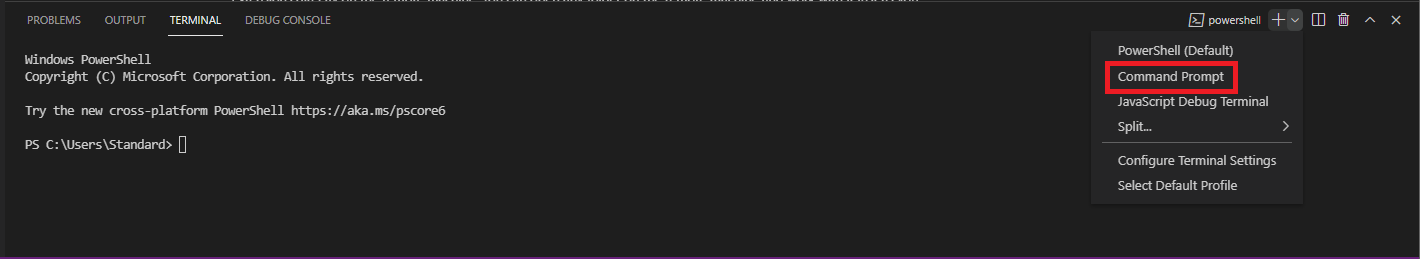 PROBLEMS OUTPUT TERMINAL DEBUG CONSOLE powershell
Windows PowerShell
Copyright (C) Microsoft Corporation. All rights reserved.
Try the new cross-platform PowerShell https://aka.ms/pscore6
PS C:\Users\Standard>
PowerShell (Default)
Command Prompt
JavaScript Debug Terminal
Split...
Configure Terminal Settings
Select Default Profile